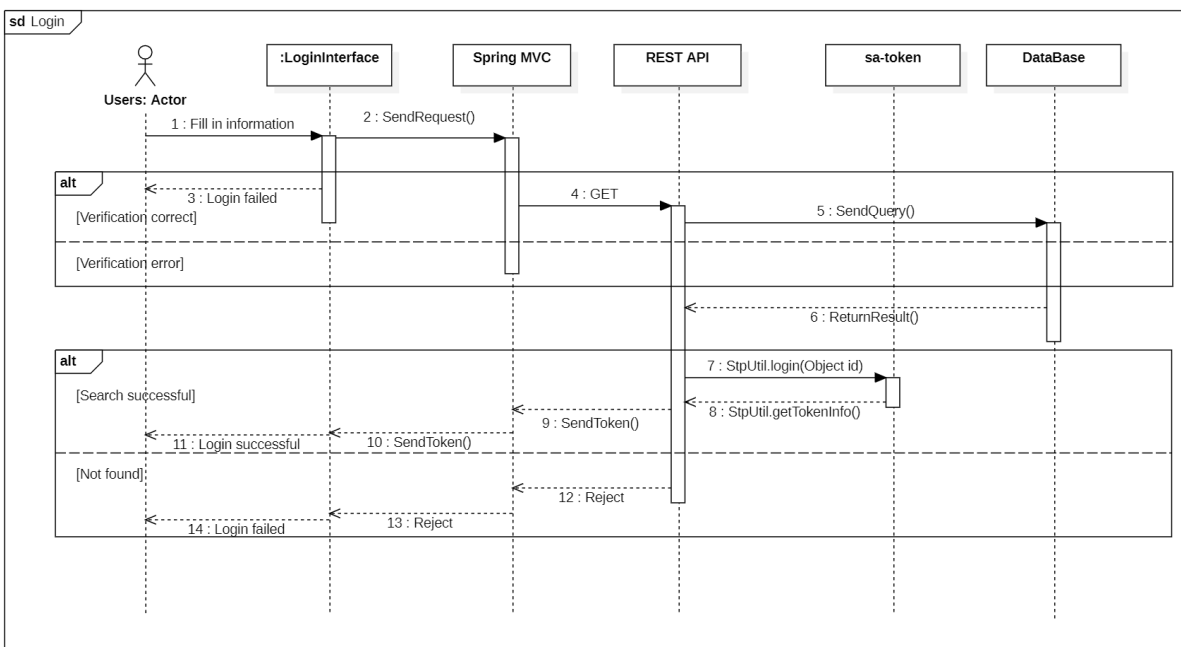 sd Login
:LoginInterface
Spring MVC
REST API
sa-token
DataBase
Users: Actor
1 : Fill in information
2 : SendRequest()
alt
3 : Login failed
4 : GET
5 : SendQuery()
[Verification correct]
[Verification error]
6 : ReturnResult()
alt
7 : StpUtil.login(Object id)
[Search successful]
8 : StpUtil.getTokenInfo()
9 : SendToken()
10 : SendToken()
11 : Login successful
[Not found]
12 : Reject
13 : Reject
14 : Login failed